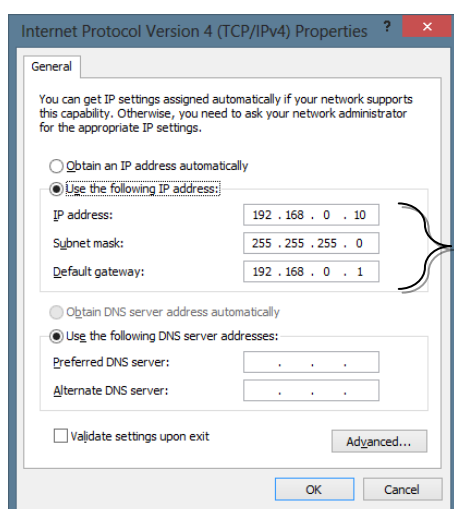 Internet Protocol Version 4 (TCP/IPv4) Properties ? ×
General
You can get IP settings assigned automatically if your network supports
this capability. Otherwise, you need to ask your network administrator
for the appropriate IP settings.
Obtain an IP address automatically
Use the following IP address:
IP address: 192 . 168 . 0 . 10
Subnet mask: 255 . 255 . 255 . 0
Default gateway: 192 . 168 . 0 . 1
Obtain DNS server address automatically
Use the following DNS server addresses:
Preferred DNS server: . . .
Alternate DNS server: . . .
Validate settings upon exit
Advanced...
OK Cancel